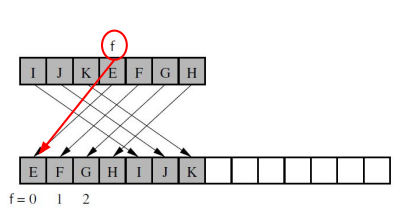 f
I J K E F G H
E F G H I J K
f = 0 1 2